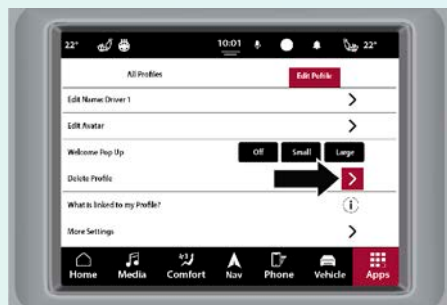 22° 10:01 22°
All Profiles Edit Pofile
Edit Name: Driver 1
Edit Avatar
Welcome Pop Up Off Small Large
Delete Profile
What is linked to my Profile?
More Settings
Home Media Comfort Nav Phone Vehicle Apps